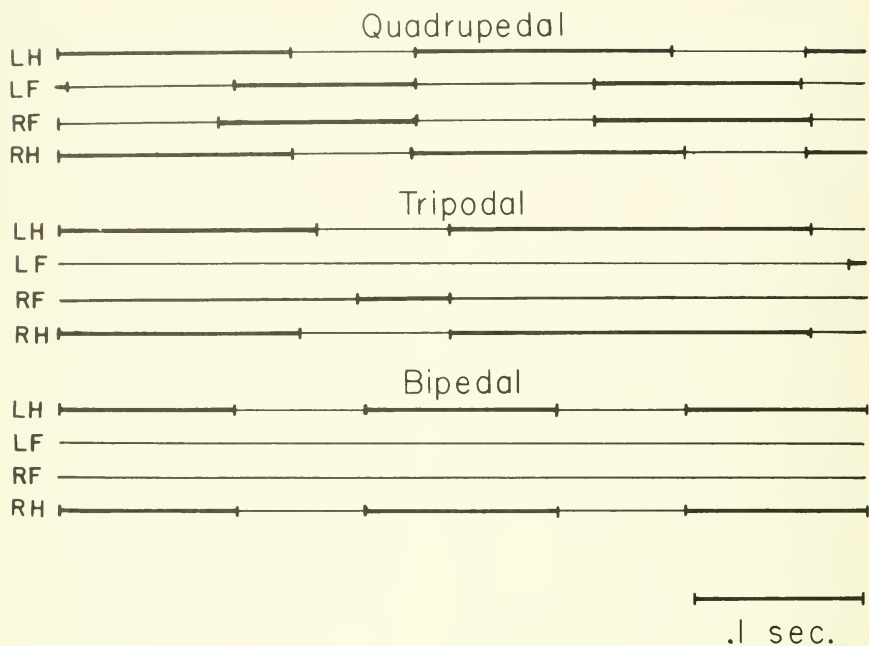 Quadrupedal
LH
LF
RF
RH
Tripodal
LH
LF
RF
RH
Bipedal
LH
LF
RF
RH
.1 sec.